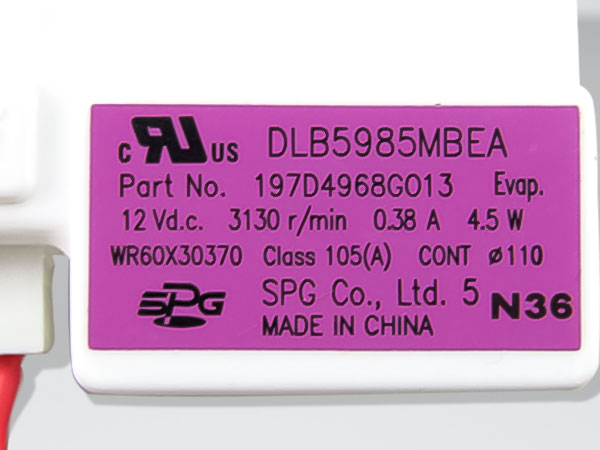 c RU US DLB5985MBEA
Part No. 197D4968G013 Evap.
12 Vd.c. 3130 r/min 0.38 A 4.5 W
WR60X30370 Class 105(A) CONT ø110
SPG SPG Co., Ltd. 5 N36
MADE IN CHINA